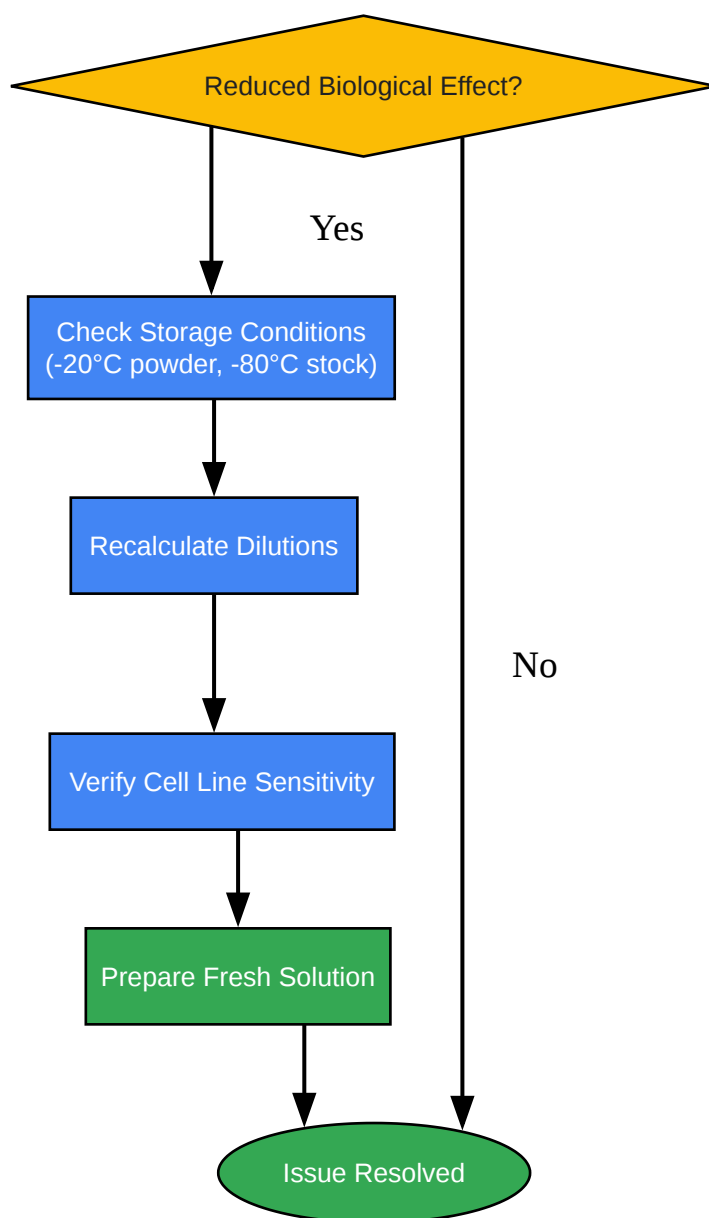 Reduced Biological Effect?
Yes
Check Storage Conditions
(-20°C powder, -80°C stock)
Recalculate Dilutions
No
Verify Cell Line Sensitivity
Prepare Fresh Solution
Issue Resolved